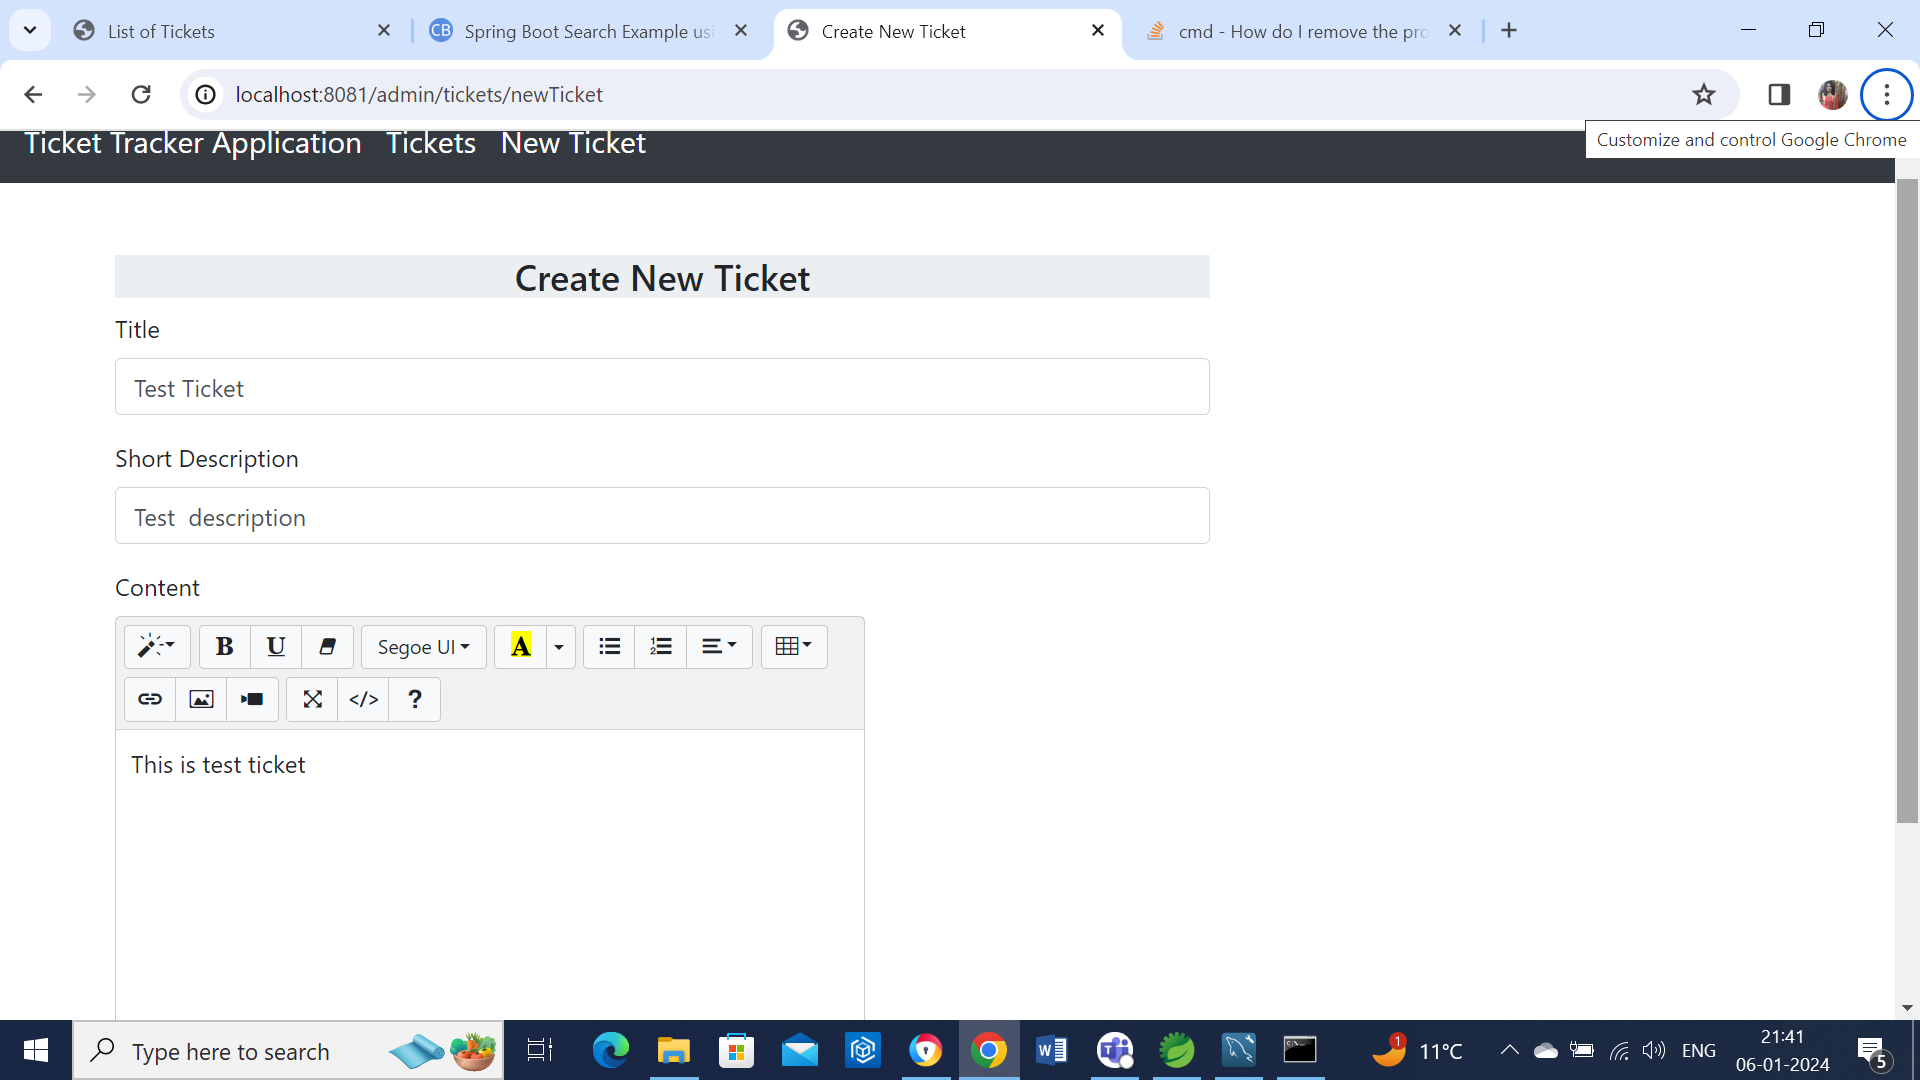 List of Tickets
CB Spring Boot Search Example usi
Create New Ticket
cmd - How do I remove the pro
localhost:8081/admin/tickets/newTicket
Customize and control Google Chrome
Ticket Tracker Application Tickets New Ticket
Create New Ticket
Title
Test Ticket
Short Description
Test  description
Content
B U Segoe UI A
</> ?
This is test ticket
Type here to search
W
T
1
11°C
ENG
21:41
06-01-2024
5